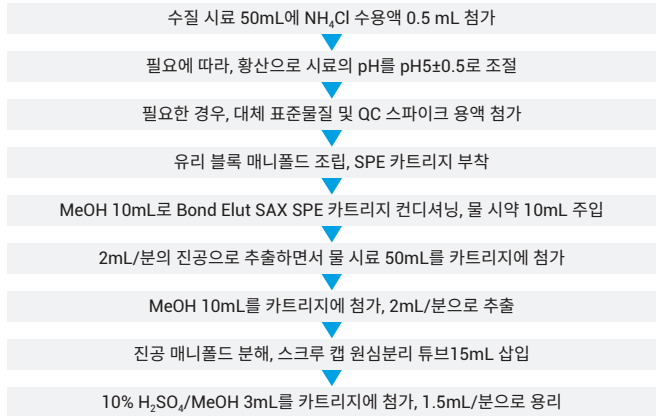 수질 시료 50mL에 NH₄Cl 수용액 0.5 mL 첨가
필요에 따라, 황산으로 시료의 pH를 pH5±0.5로 조절
필요한 경우, 대체 표준물질 및 QC 스파이크 용액 첨가
유리 블록 매니폴드 조립, SPE 카트리지 부착
MeOH 10mL로 Bond Elut SAX SPE 카트리지 컨디셔닝, 물 시약 10mL 주입
2mL/분의 진공으로 추출하면서 물 시료 50mL를 카트리지에 첨가
MeOH 10mL를 카트리지에 첨가, 2mL/분으로 추출
진공 매니폴드 분해, 스크루 캡 원심분리 튜브15mL 삽입
10% H₂SO₄/MeOH 3mL를 카트리지에 첨가, 1.5mL/분으로 용리